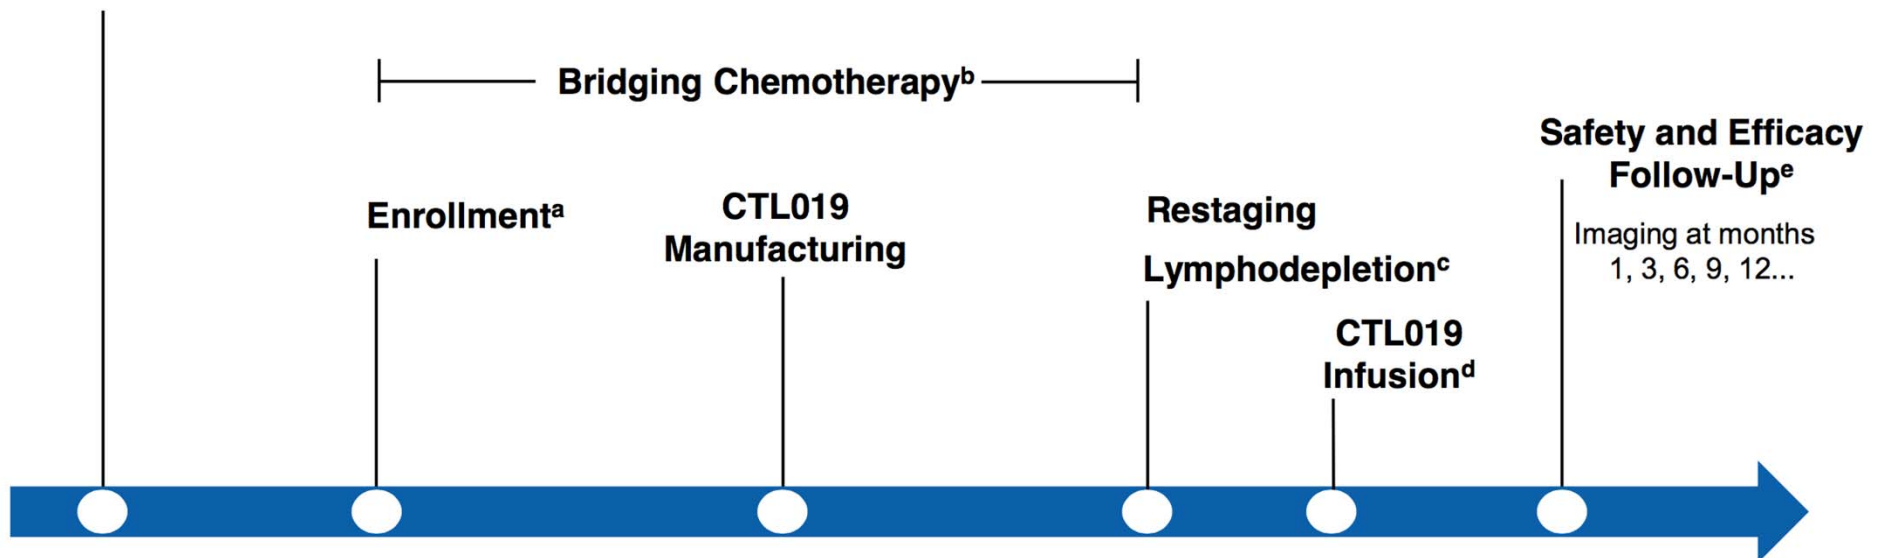 Bridging Chemotherapyᵇ
Safety and Efficacy
Follow-Upᵉ
Imaging at months
1, 3, 6, 9, 12...
Enrollmentᵃ
CTL019
Manufacturing
Restaging
Lymphodepletionᶜ
CTL019
Infusionᵈ